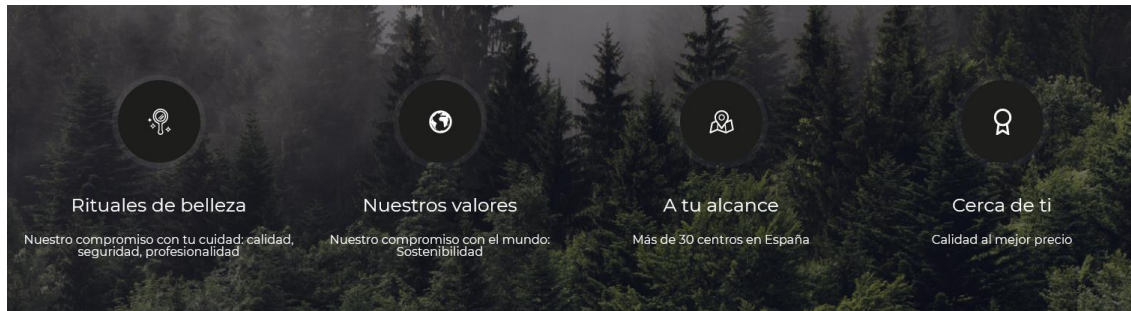 Rituales de belleza
Nuestro compromiso con tu cuidad: calidad,
seguridad, profesionalidad
Nuestros valores
Nuestro compromiso con el mundo:
Sostenibilidad
A tu alcance
Más de 30 centros en España
Cerca de ti
Calidad al mejor precio